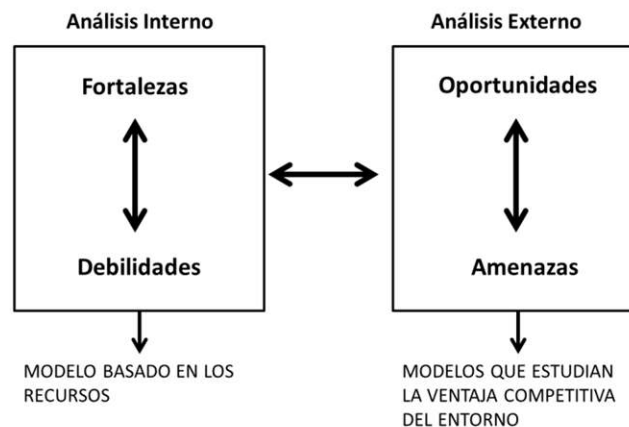 Análisis Interno
Fortalezas
Debilidades
MODELO BASADO EN LOS
RECURSOS
Análisis Externo
Oportunidades
Amenazas
MODELOS QUE ESTUDIAN
LA VENTAJA COMPETITIVA
DEL ENTORNO